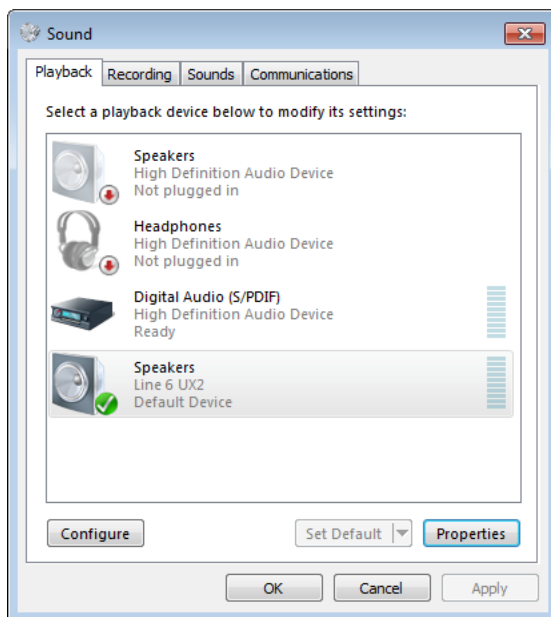 Sound
Playback Recording Sounds Communications
Select a playback device below to modify its settings:
Speakers
High Definition Audio Device
Not plugged in
Headphones
High Definition Audio Device
Not plugged in
Digital Audio (S/PDIF)
High Definition Audio Device
Ready
Speakers
Line 6 UX2
Default Device
Configure Set Default Properties
OK Cancel Apply